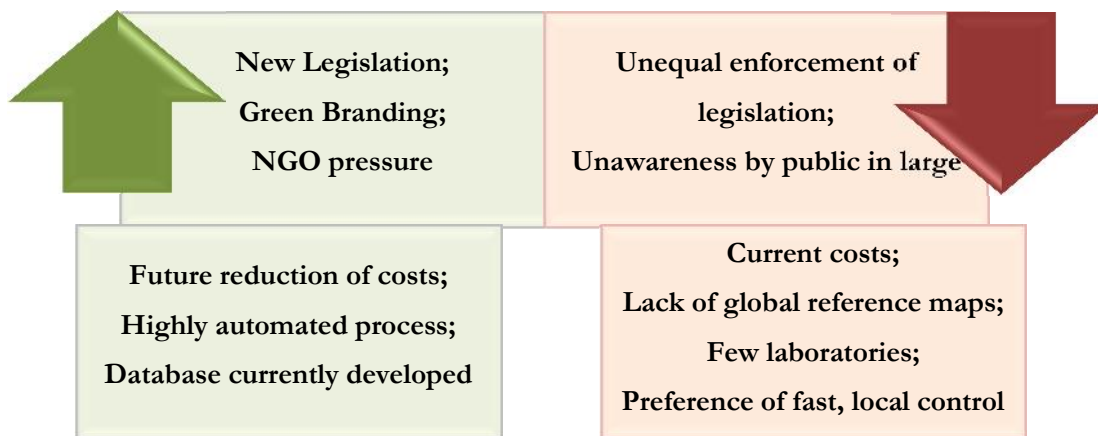 New Legislation;
Green Branding;
NGO pressure
Unequal enforcement of
legislation;
Unawareness by public in large
Future reduction of costs;
Highly automated process;
Database currently developed
Current costs;
Lack of global reference maps;
Few laboratories;
Preference of fast, local control